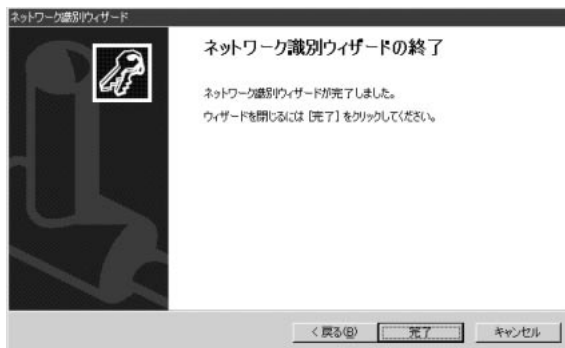 ネットワーク識別ウィザード
ネットワーク識別ウィザードの終了
ネットワーク識別ウィザードが完了しました。
ウィザードを閉じるには [完了] をクリックしてください。
< 戻る(B)
完了
キャンセル